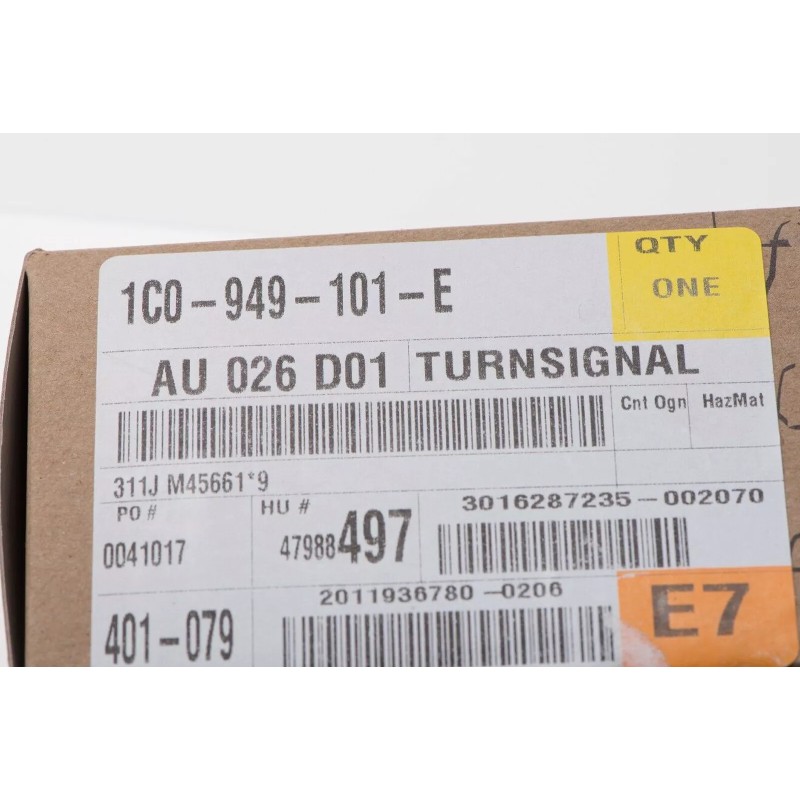 1C0-949-101-E
QTY
ONE
AU 026 D01 TURNSIGNAL
Cnt Ogn HazMat
311J M45661*9
PO # HU # 3016287235-002070
0041017 47988497
2011936780-0206
401-079 E7